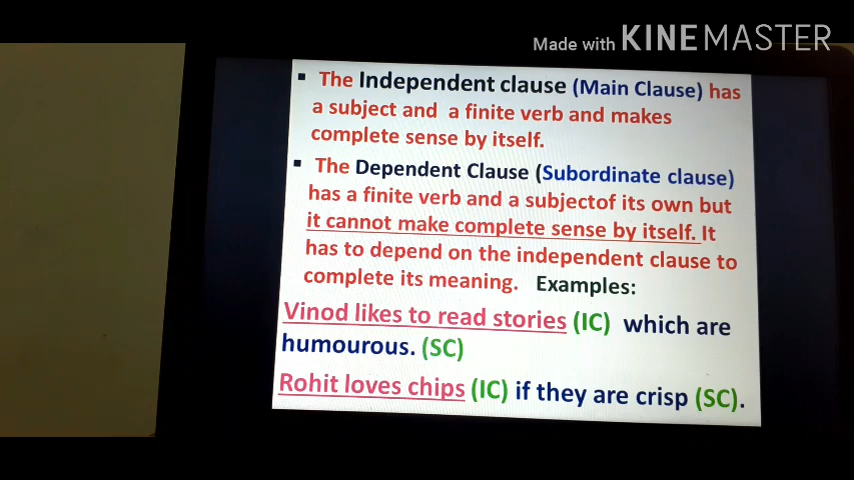 Made with KINEMASTER
▪ The Independent clause (Main Clause) has
a subject and a finite verb and makes
complete sense by itself.
▪ The Dependent Clause (Subordinate clause)
has a finite verb and a subjectof its own but
it cannot make complete sense by itself. It
has to depend on the independent clause to
complete its meaning. Examples:
Vinod likes to read stories (IC) which are
humourous. (SC)
Rohit loves chips (IC) if they are crisp (SC).